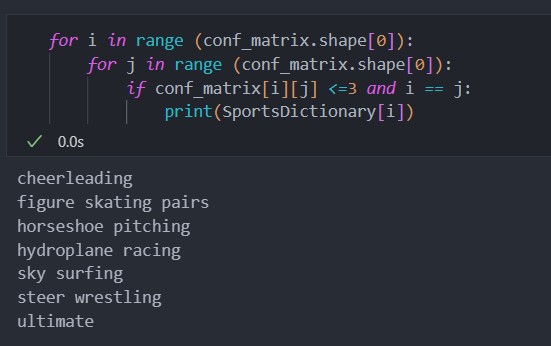 for i in range (conf_matrix.shape[0]):
for j in range (conf_matrix.shape[0]):
if conf_matrix[i][j] <=3 and i == j:
print(SportsDictionary[i])
✓ 0.0s
cheerleading
figure skating pairs
horseshoe pitching
hydroplane racing
sky surfing
steer wrestling
ultimate